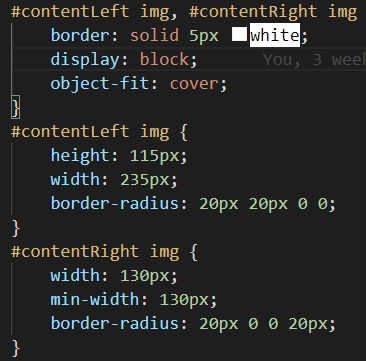 #contentLeft img, #contentRight img
border: solid 5px white;
display: block; You, 3 week
object-fit: cover;
}
#contentLeft img {
height: 115px;
width: 235px;
border-radius: 20px 20px 0 0;
}
#contentRight img {
width: 130px;
min-width: 130px;
border-radius: 20px 0 0 20px;
}